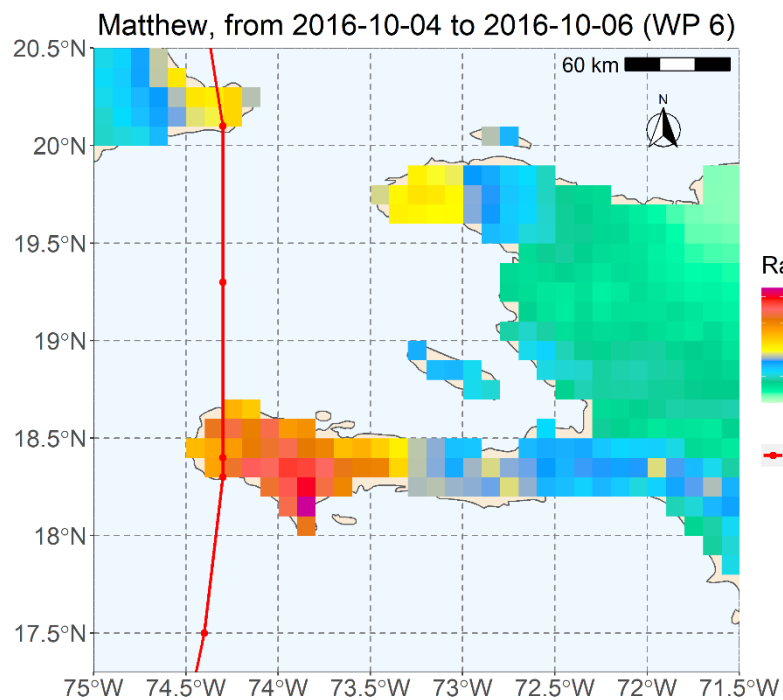 Matthew, from 2016-10-04 to 2016-10-06 (WP 6)
20.5°N
20°N
19.5°N
19°N
18.5°N
18°N
17.5°N
60 km
N
Ra
75°W
74.5°W
74°W
73.5°W
73°W
72.5°W
72°W
71.5°W